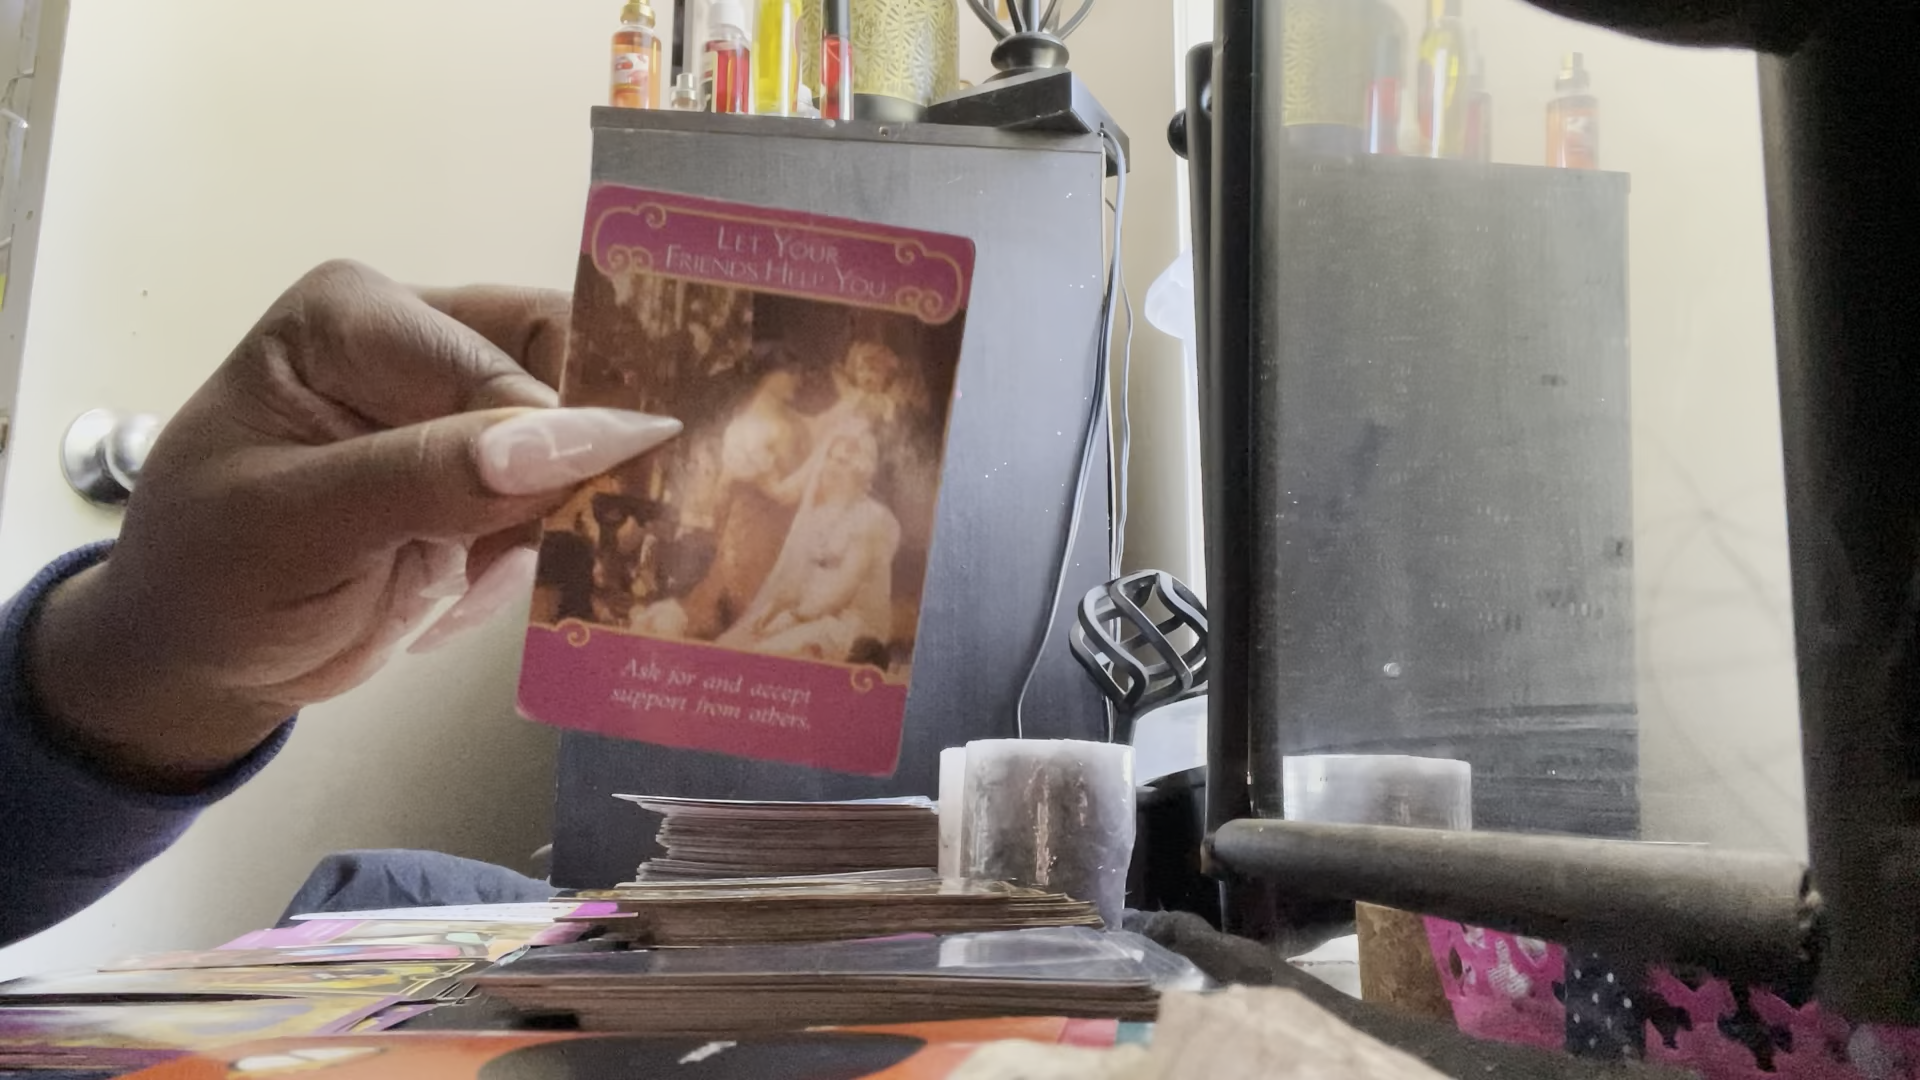 LET YOUR
FRIENDS HELP YOU
Ask for and accept
support from others.